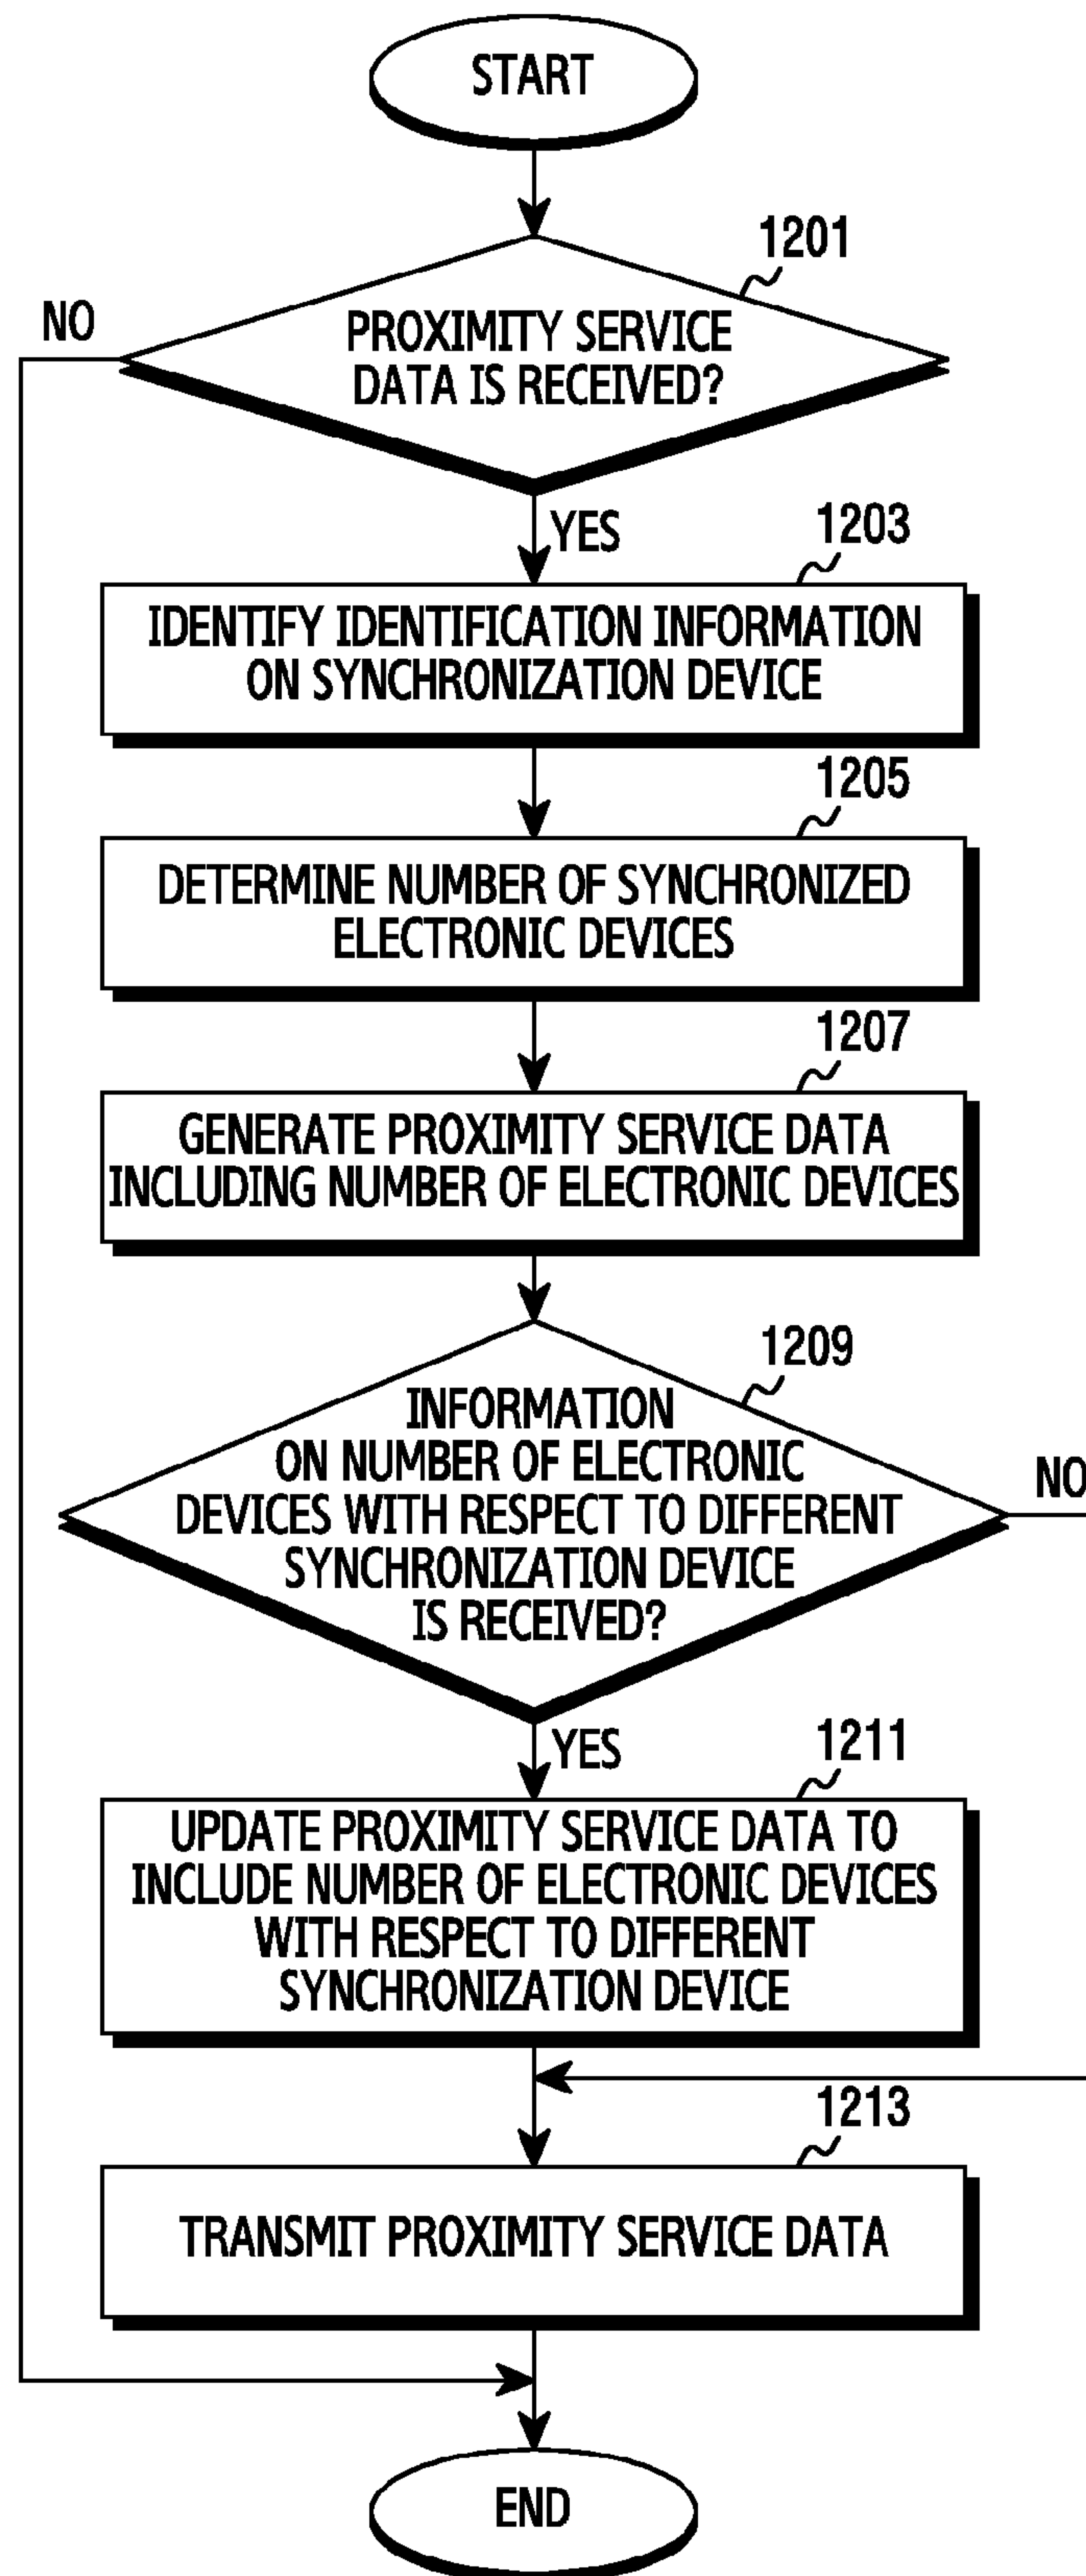 START
1201
NO
PROXIMITY SERVICE
DATA IS RECEIVED?
YES
1203
IDENTIFY IDENTIFICATION INFORMATION
ON SYNCHRONIZATION DEVICE
1205
DETERMINE NUMBER OF SYNCHRONIZED
ELECTRONIC DEVICES
1207
GENERATE PROXIMITY SERVICE DATA
INCLUDING NUMBER OF ELECTRONIC DEVICES
1209
INFORMATION
ON NUMBER OF ELECTRONIC
DEVICES WITH RESPECT TO DIFFERENT
SYNCHRONIZATION DEVICE
IS RECEIVED?
NO
YES
1211
UPDATE PROXIMITY SERVICE DATA TO
INCLUDE NUMBER OF ELECTRONIC DEVICES
WITH RESPECT TO DIFFERENT
SYNCHRONIZATION DEVICE
1213
TRANSMIT PROXIMITY SERVICE DATA
END